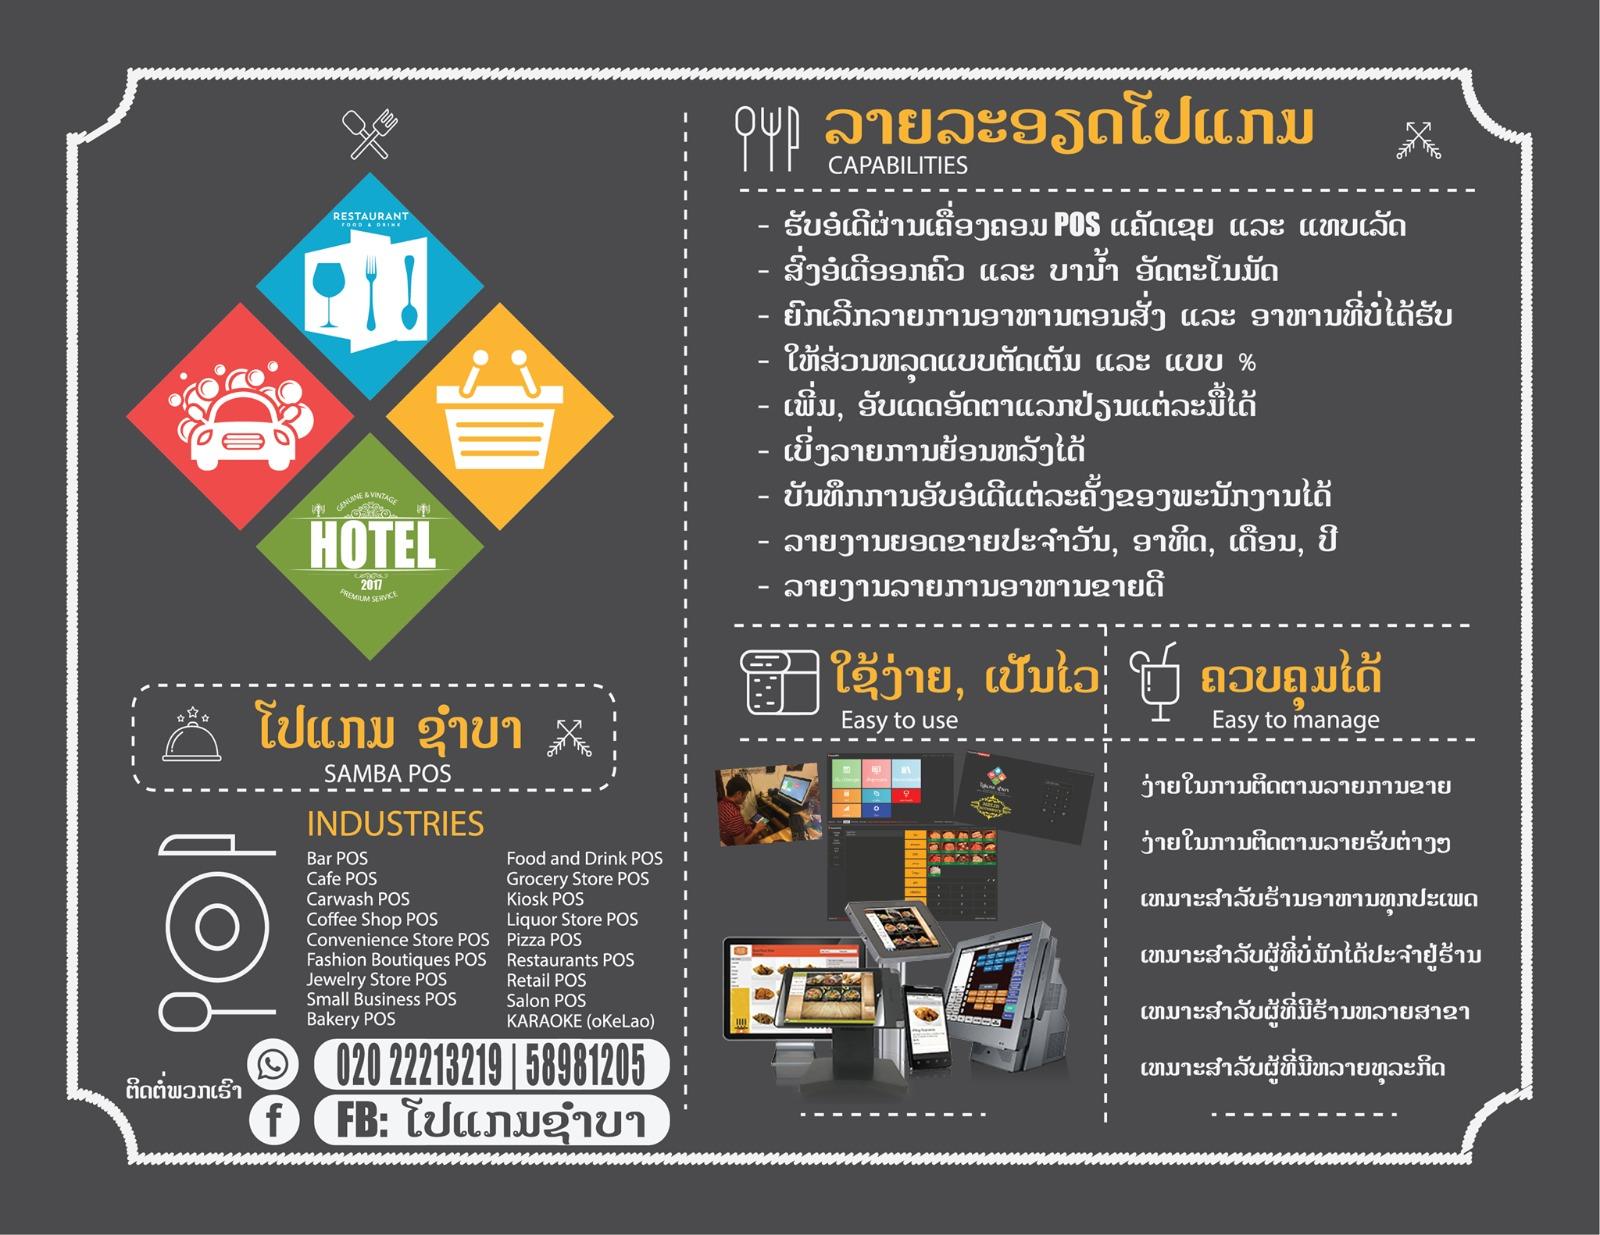 RESTAURANT
FOOD & DRINK
GENUINE & VINTAGE
HOTEL
2017
PREMIUM SERVICE
ໂປແກມ ຊຳບາ
SAMBA POS
INDUSTRIES
Bar POS
Cafe POS
Carwash POS
Coffee Shop POS
Convenience Store POS
Fashion Boutiques POS
Jewelry Store POS
Small Business POS
Bakery POS
Food and Drink POS
Grocery Store POS
Kiosk POS
Liquor Store POS
Pizza POS
Restaurants POS
Retail POS
Salon POS
KARAOKE (oKeLao)
ຕິດຕໍ່ພວກເຮົາ
020 22213219 | 58981205
FB: ໂປແກມຊຳບາ
ລາຍລະອຽດໂປແກມ
CAPABILITIES
- ຮັບອໍເດີຜ່ານເຄື່ອງຄອມ POS ແຄັດເຊຍ ແລະ ແທບເລັດ
- ສົ່ງອໍເດີອອກຄົວ ແລະ ບານ້ຳ ອັດຕະໂນມັດ
- ຍົກເລີກລາຍການອາຫານຕອນສັ່ງ ແລະ ອາຫານທີ່ບໍ່ໄດ້ຮັບ
- ໃຫ້ສ່ວນຫລຸດແບບຕັດເຕັມ ແລະ ແບບ %
- ເພີ່ມ, ອັບເດດອັດຕາແລກປ່ຽນແຕ່ລະມື້ໄດ້
- ເບິ່ງລາຍການຍ້ອນຫລັງໄດ້
- ບັນທຶກການອັບອໍເດີແຕ່ລະຄັ້ງຂອງພະນັກງານໄດ້
- ລາຍງານຍອດຂາຍປະຈຳວັນ, ອາທິດ, ເດືອນ, ປີ
- ລາຍງານລາຍການອາຫານຂາຍດີ
ໃຊ້ງ່າຍ, ເປັນໄວ
Easy to use
ຄວບຄຸມໄດ້
Easy to manage
ງ່າຍໃນການຕິດຕາມລາຍການຂາຍ
ງ່າຍໃນການຕິດຕາມລາຍຮັບຕ່າງໆ
ເຫມາະສຳລັບຮ້ານອາຫານທຸກປະເພດ
ເຫມາະສຳລັບຜູ້ທີ່ບໍ່ມັກໄດ້ປະຈຳຢູ່ຮ້ານ
ເຫມາະສຳລັບຜູ້ທີ່ມີຮ້ານຫລາຍສາຂາ
ເຫມາະສຳລັບຜູ້ທີ່ມີຫລາຍທຸລະກິດ